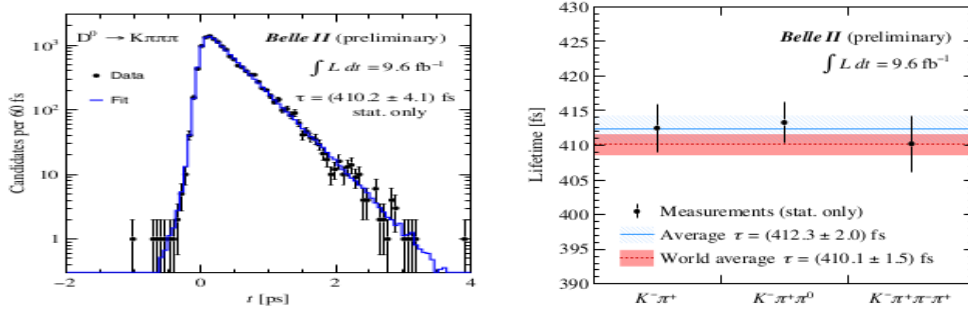 D⁰ → Kπππ
Belle II (preliminary)
∫ L dt = 9.6 fb⁻¹
Data
Fit
τ = (410.2 ± 4.1) fs
stat. only
Candidates per 60 fs
10³
10²
10
1
−2
0
2
4
t [ps]
Belle II (preliminary)
∫ L dt = 9.6 fb⁻¹
Lifetime [fs]
430
425
420
415
410
405
400
395
390
Measurements (stat. only)
Average τ = (412.3 ± 2.0) fs
World average τ = (410.1 ± 1.5) fs
K⁻π⁺
K⁻π⁺π⁰
K⁻π⁺π⁻π⁺